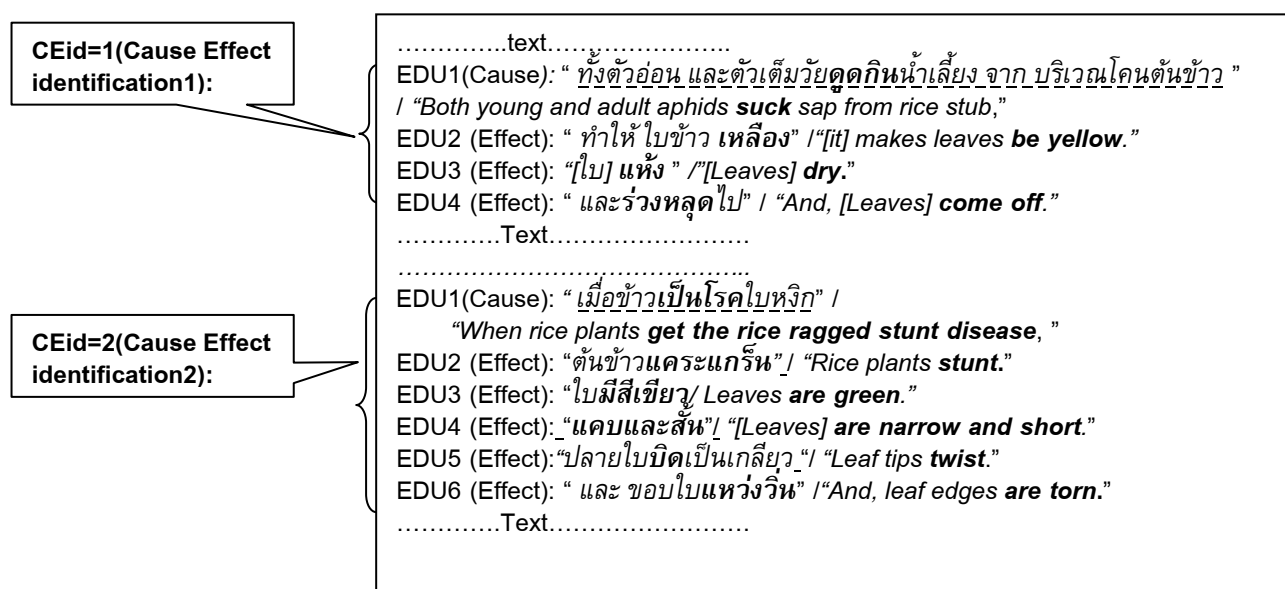 CEid=1(Cause Effect
identification1):
…………..text…………………..
EDU1(Cause): “ ทั้งตัวอ่อน และตัวเต็มวัยดูดกินน้ำเลี้ยง จาก บริเวณโคนต้นข้าว ”
/ “Both young and adult aphids suck sap from rice stub,”
EDU2 (Effect): “ ทำให้ ใบข้าว เหลือง” /“[it] makes leaves be yellow.”
EDU3 (Effect): “[ใบ] แห้ง ” /”[Leaves] dry.”
EDU4 (Effect): “ และร่วงหลุดไป” / “And, [Leaves] come off.”
………….Text……………………
……………………………………..
CEid=2(Cause Effect
identification2):
EDU1(Cause): “ เมื่อข้าวเป็นโรคใบหงิก” /
“When rice plants get the rice ragged stunt disease, ”
EDU2 (Effect): “ต้นข้าวแคระแกร็น” / “Rice plants stunt.”
EDU3 (Effect): “ใบมีสีเขียว/ Leaves are green.”
EDU4 (Effect): “แคบและสั้น”/ “[Leaves] are narrow and short.”
EDU5 (Effect):“ปลายใบบิดเป็นเกลียว “/ “Leaf tips twist.”
EDU6 (Effect): “ และ ขอบใบแหว่งวิ่น” /“And, leaf edges are torn.”
………….Text……………………